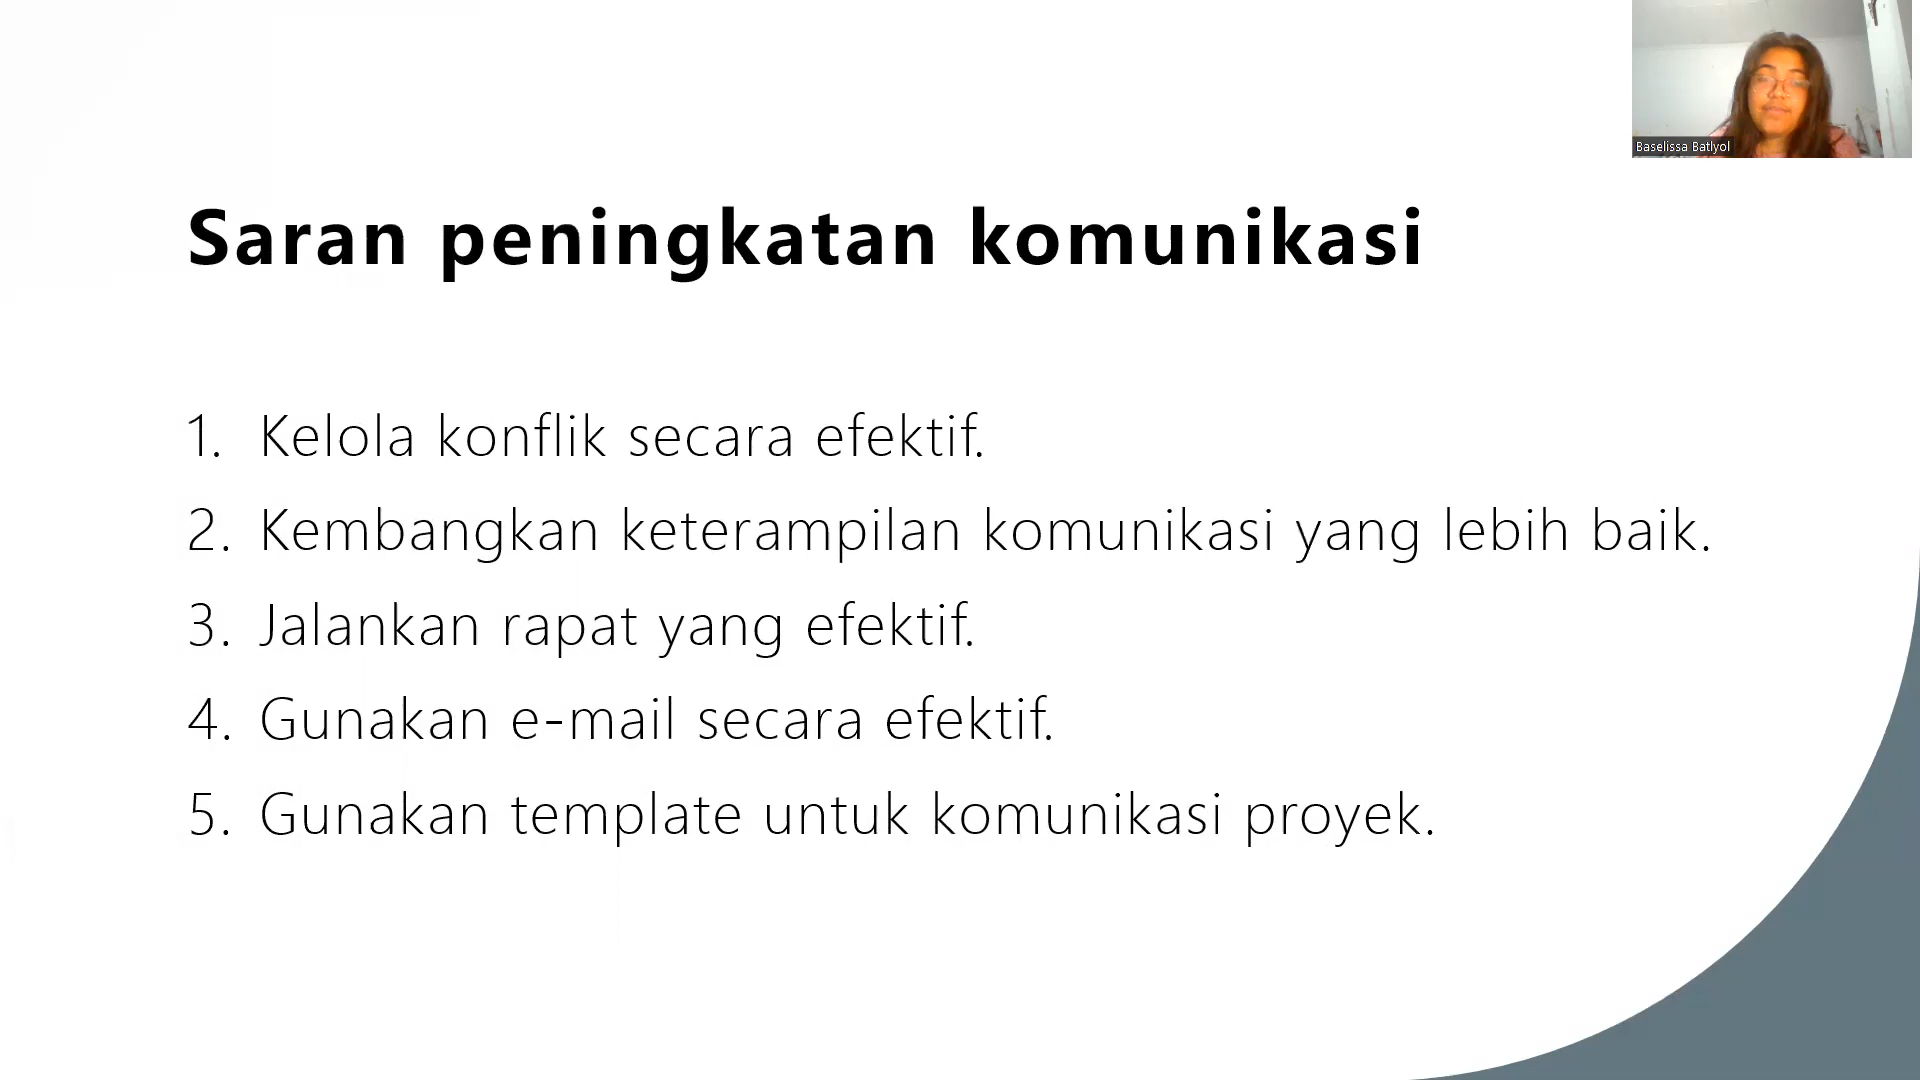 Baselissa Batlyol
Saran peningkatan komunikasi
1. Kelola konflik secara efektif.
2. Kembangkan keterampilan komunikasi yang lebih baik.
3. Jalankan rapat yang efektif.
4. Gunakan e-mail secara efektif.
5. Gunakan template untuk komunikasi proyek.